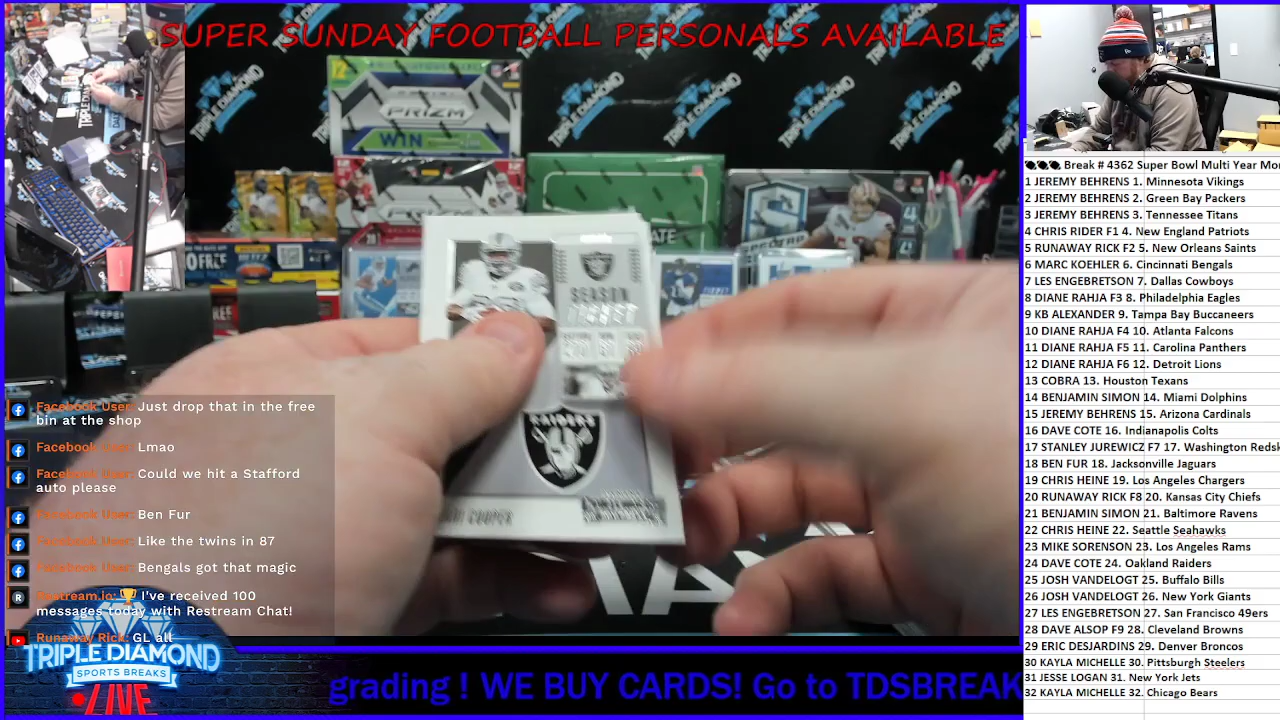 SUPER SUNDAY FOOTBALL PERSONALS AVAILABLE
TRIPLE DIAMOND
12
PRIZM
WIN
SEASON
TICKET
RAIDERS
COOPER
Facebook User: Just drop that in the free
bin at the shop
Facebook User: Lmao
Facebook User: Could we hit a Stafford
auto please
Facebook User: Ben Fur
Facebook User: Like the twins in 87
Facebook User: Bengals got that magic
Restream.io: 🏆 I've received 100
messages today with Restream Chat!
Runaway Rick: GL all
TRIPLE DIAMOND
SPORTS BREAKS
LIVE
grading ! WE BUY CARDS! Go to TDSBREAK
Break # 4362 Super Bowl Multi Year Mo
1 JEREMY BEHRENS 1. Minnesota Vikings
2 JEREMY BEHRENS 2. Green Bay Packers
3 JEREMY BEHRENS 3. Tennessee Titans
4 CHRIS RIDER F1 4. New England Patriots
5 RUNAWAY RICK F2 5. New Orleans Saints
6 MARC KOEHLER 6. Cincinnati Bengals
7 LES ENGEBRETSON 7. Dallas Cowboys
8 DIANE RAHJA F3 8. Philadelphia Eagles
9 KB ALEXANDER 9. Tampa Bay Buccaneers
10 DIANE RAHJA F4 10. Atlanta Falcons
11 DIANE RAHJA F5 11. Carolina Panthers
12 DIANE RAHJA F6 12. Detroit Lions
13 COBRA 13. Houston Texans
14 BENJAMIN SIMON 14. Miami Dolphins
15 JEREMY BEHRENS 15. Arizona Cardinals
16 DAVE COTE 16. Indianapolis Colts
17 STANLEY JUREWICZ F7 17. Washington Redsk
18 BEN FUR 18. Jacksonville Jaguars
19 CHRIS HEINE 19. Los Angeles Chargers
20 RUNAWAY RICK F8 20. Kansas City Chiefs
21 BENJAMIN SIMON 21. Baltimore Ravens
22 CHRIS HEINE 22. Seattle Seahawks
23 MIKE SORENSON 23. Los Angeles Rams
24 DAVE COTE 24. Oakland Raiders
25 JOSH VANDELOGT 25. Buffalo Bills
26 JOSH VANDELOGT 26. New York Giants
27 LES ENGEBRETSON 27. San Francisco 49ers
28 DAVE ALSOP F9 28. Cleveland Browns
29 ERIC LEDOUX 29. Denver Broncos
30 KAYLA MICHELLE 30. Pittsburgh Steelers
31 JESSE LOGAN 31. New York Jets
32 KAYLA MICHELLE 32. Chicago Bears